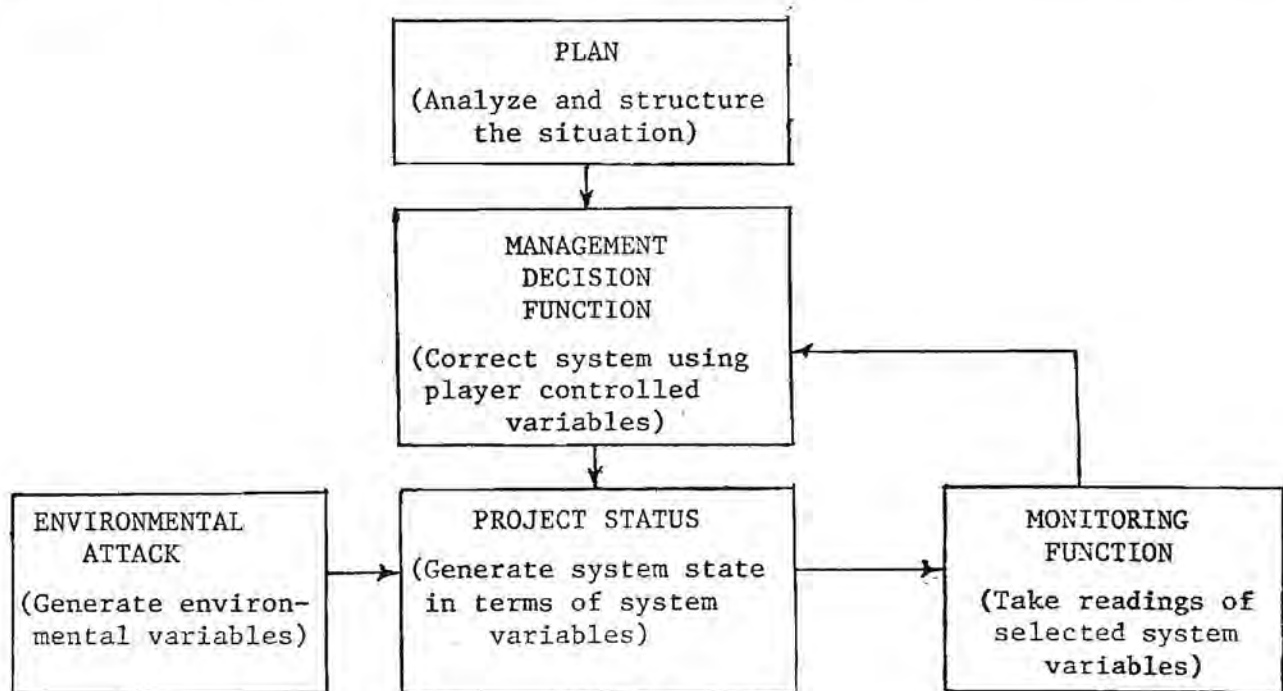 PLAN
(Analyze and structure
the situation)
MANAGEMENT
DECISION
FUNCTION
(Correct system using
player controlled
variables)
ENVIRONMENTAL
ATTACK
(Generate environ-
mental variables)
PROJECT STATUS
(Generate system state
in terms of system
variables)
MONITORING
FUNCTION
(Take readings of
selected system
variables)